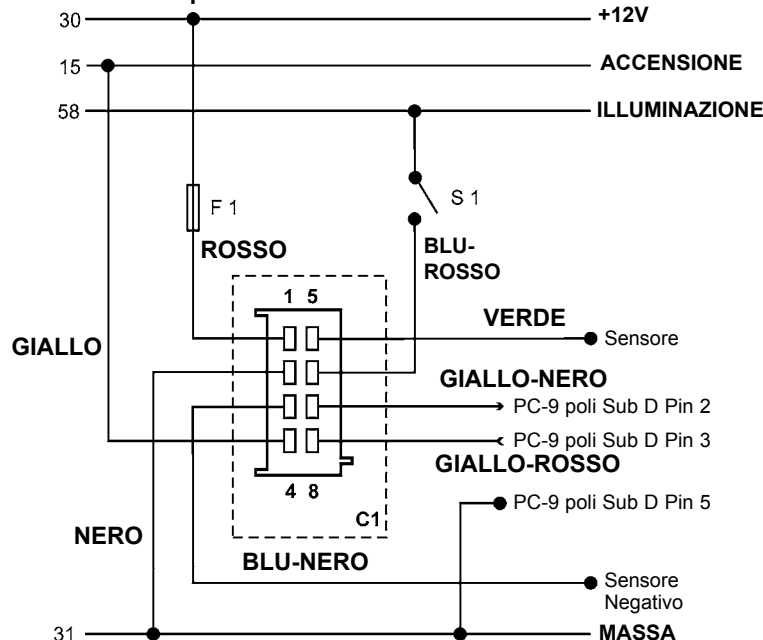 30 +12V
15 ACCENSIONE
58 ILLUMINAZIONE
F 1
S 1
ROSSO
BLU-
ROSSO
1 5
VERDE
Sensore
GIALLO
GIALLO-NERO
PC-9 poli Sub D Pin 2
PC-9 poli Sub D Pin 3
GIALLO-ROSSO
4 8
PC-9 poli Sub D Pin 5
C1
NERO
BLU-NERO
Sensore
Negativo
31 MASSA